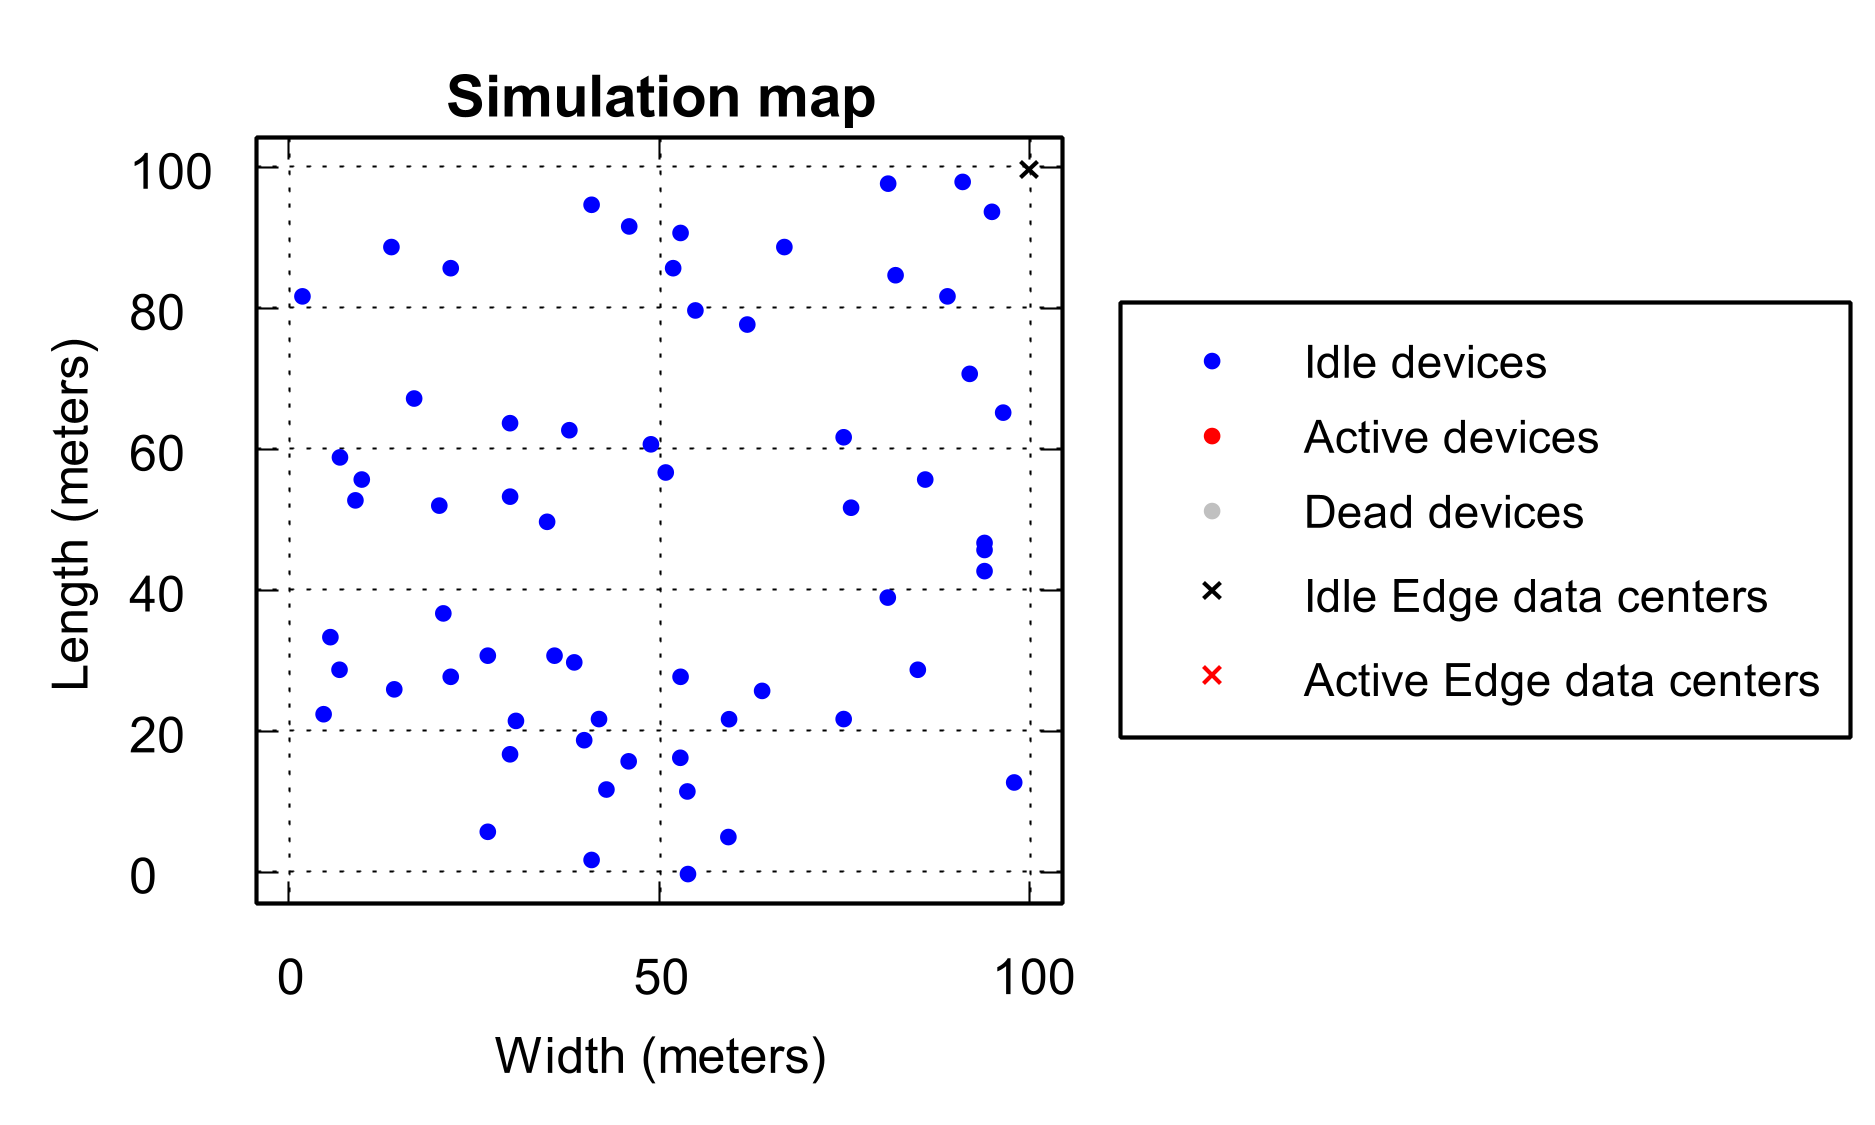 Simulation map
100
80
60
40
20
0
Length (meters)
0 50 100
Width (meters)
Idle devices
Active devices
Dead devices
Idle Edge data centers
Active Edge data centers